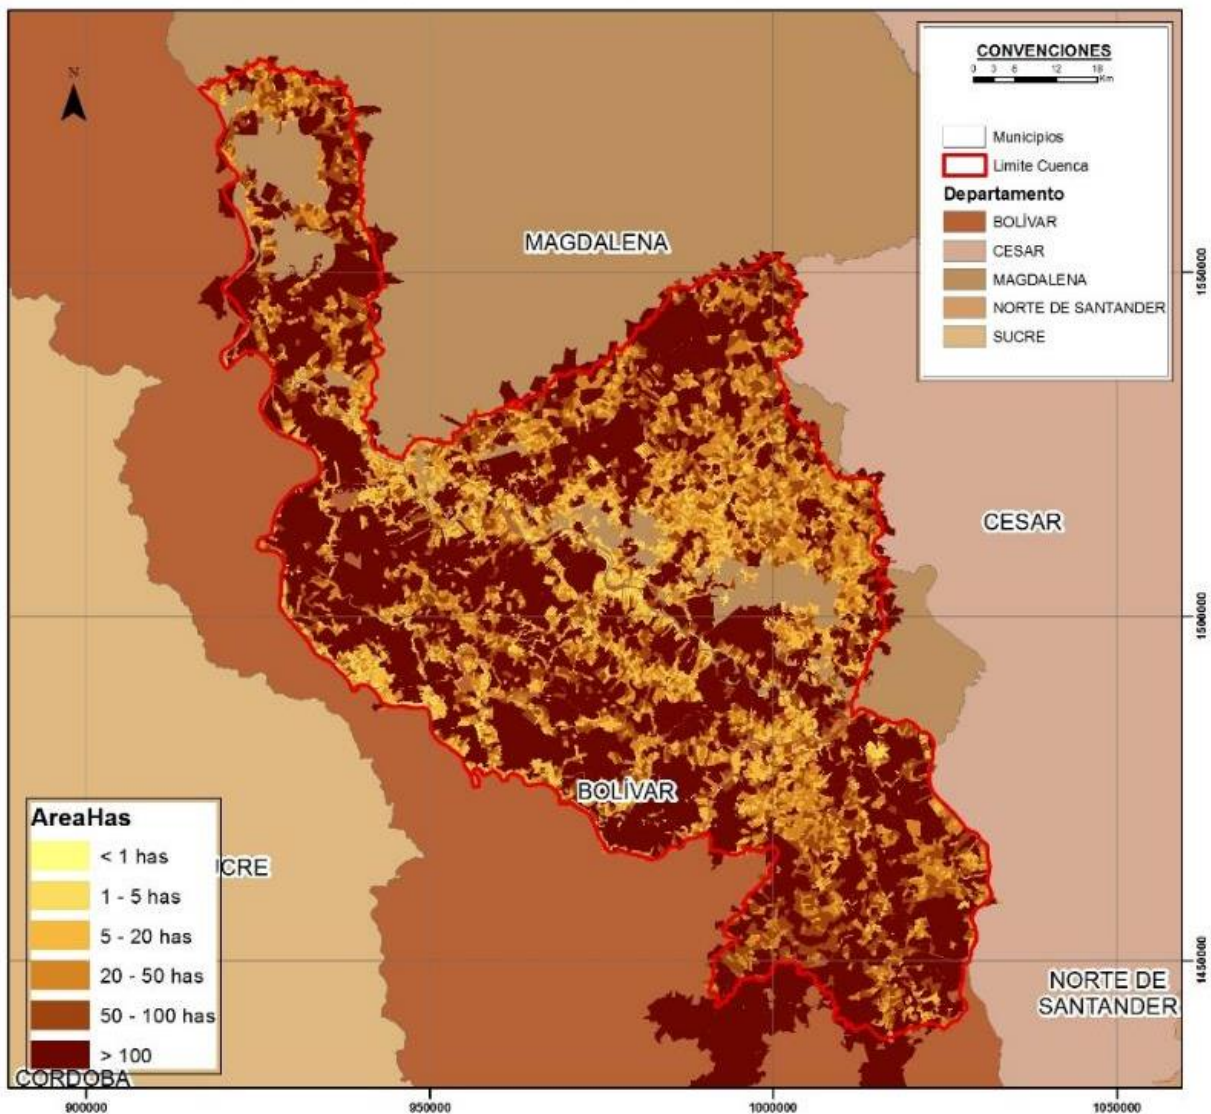 CONVENCIONES
0 3 6 12 18
Km
Municipios
Limite Cuenca
Departamento
BOLÍVAR
CESAR
MAGDALENA
NORTE DE SANTANDER
SUCRE
N
MAGDALENA
1550000
CESAR
1500000
BOLÍVAR
UCRE
NORTE DE
SANTANDER
1450000
AreaHas
< 1 has
1 - 5 has
5 - 20 has
20 - 50 has
50 - 100 has
> 100
CORDOBA
900000 950000 1000000 1050000